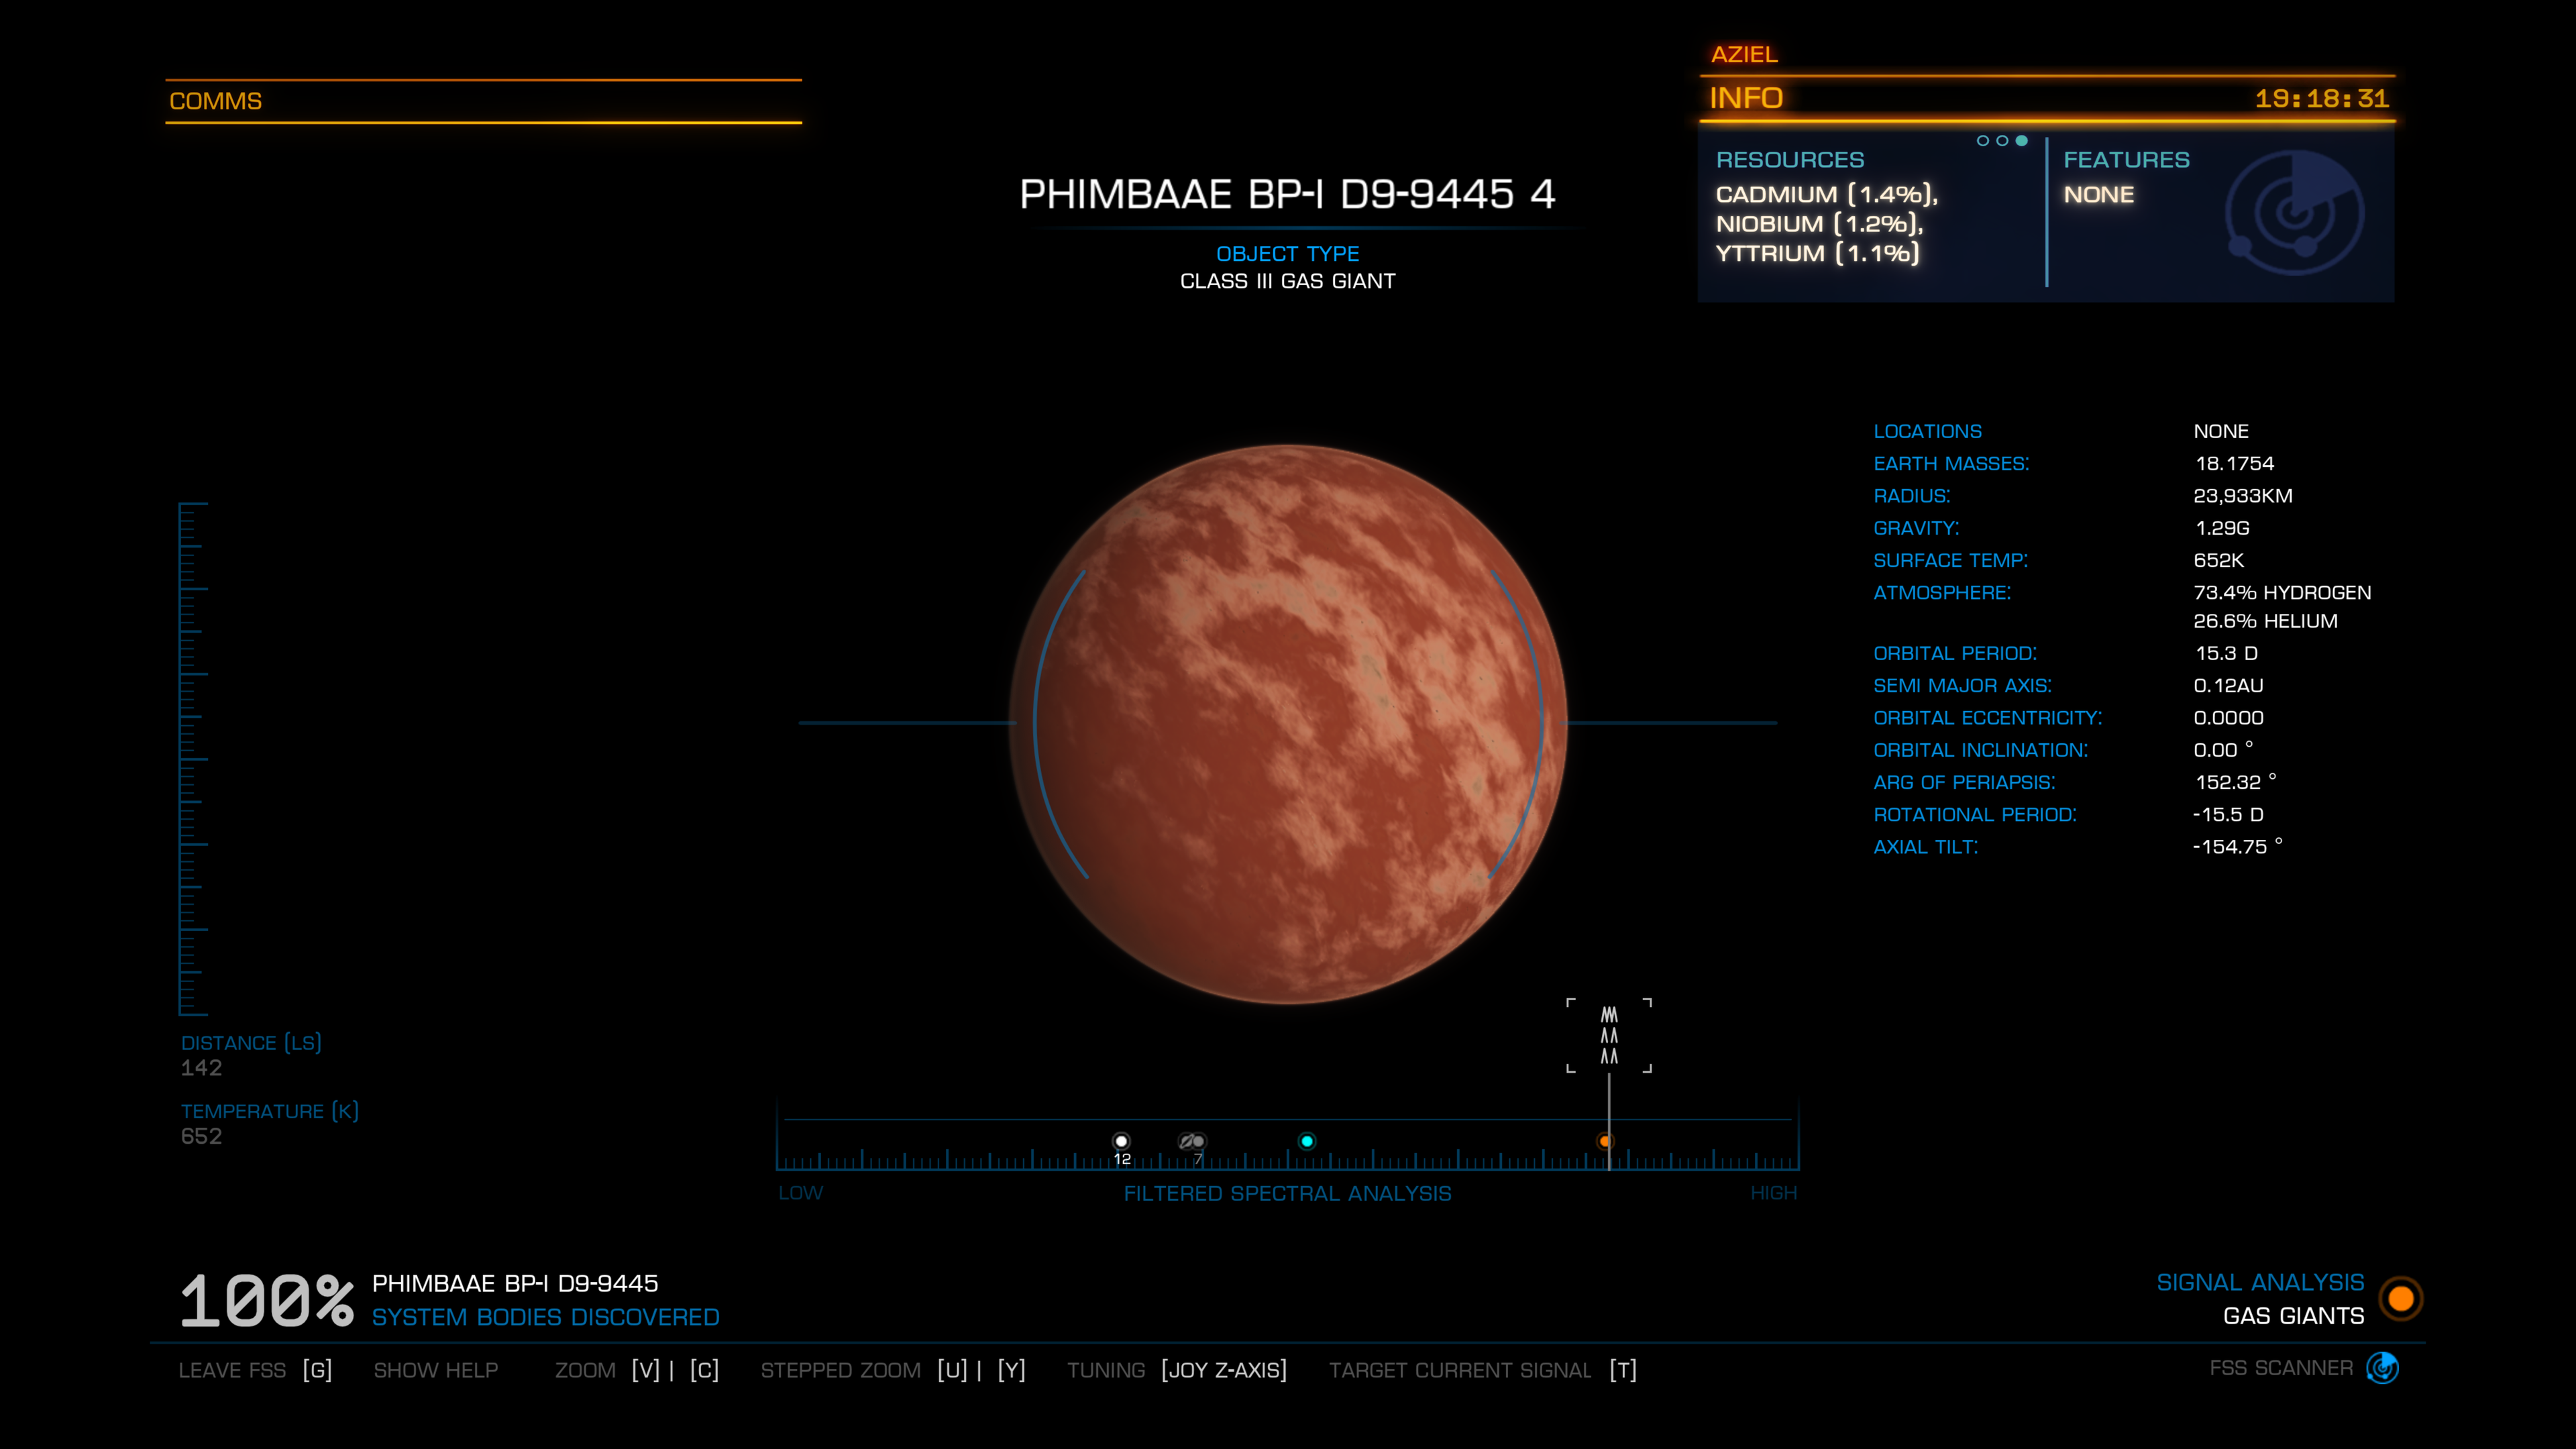 AZIEL
COMMS
INFO 19:18:31
RESOURCES
CADMIUM (1.4%),
NIOBIUM (1.2%),
YTTRIUM (1.1%)
FEATURES
NONE
PHIMBAAE BP-I D9-9445 4
OBJECT TYPE
CLASS III GAS GIANT
LOCATIONS NONE
EARTH MASSES: 18.1754
RADIUS: 23,933KM
GRAVITY: 1.29G
SURFACE TEMP: 652K
ATMOSPHERE: 73.4% HYDROGEN
26.6% HELIUM
ORBITAL PERIOD: 15.3 D
SEMI MAJOR AXIS: 0.12AU
ORBITAL ECCENTRICITY: 0.0000
ORBITAL INCLINATION: 0.00 °
ARG OF PERIAPSIS: 152.32 °
ROTATIONAL PERIOD: -15.5 D
AXIAL TILT: -154.75 °
DISTANCE (LS)
142
TEMPERATURE (K)
652
12 7
LOW FILTERED SPECTRAL ANALYSIS HIGH
100% PHIMBAAE BP-I D9-9445
SYSTEM BODIES DISCOVERED
SIGNAL ANALYSIS
GAS GIANTS
LEAVE FSS [G] SHOW HELP ZOOM [V] | [C] STEPPED ZOOM [U] | [Y] TUNING [JOY Z-AXIS] TARGET CURRENT SIGNAL [T] FSS SCANNER